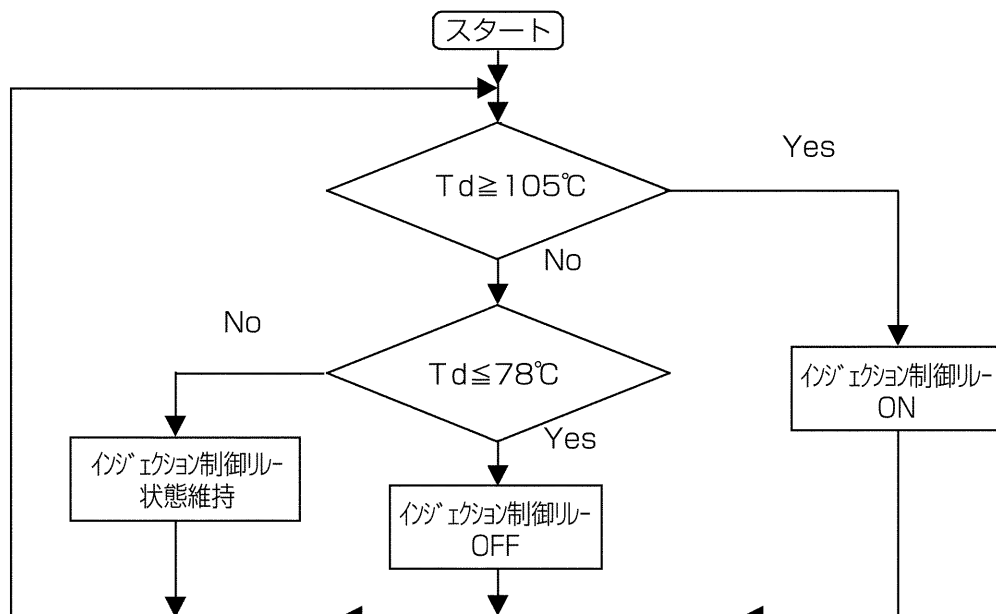 スタート
Yes
Td≧105℃
No
No
Td≦78℃
Yes
インジェクション制御リレー
ON
インジェクション制御リレー
状態維持
インジェクション制御リレー
OFF